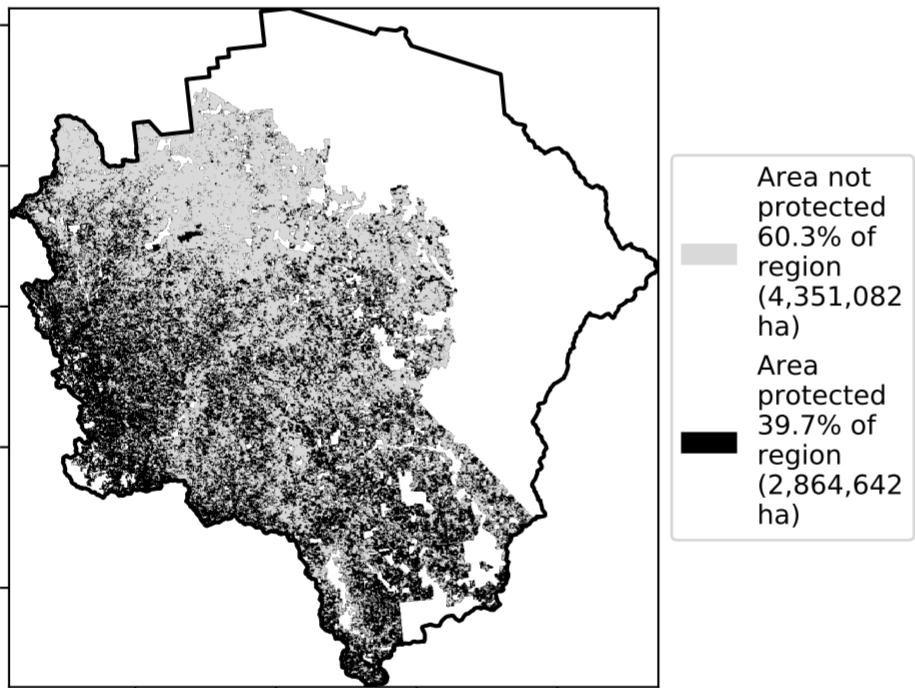 Area not
protected
60.3% of
region
(4,351,082
ha)
Area
protected
39.7% of
region
(2,864,642
ha)